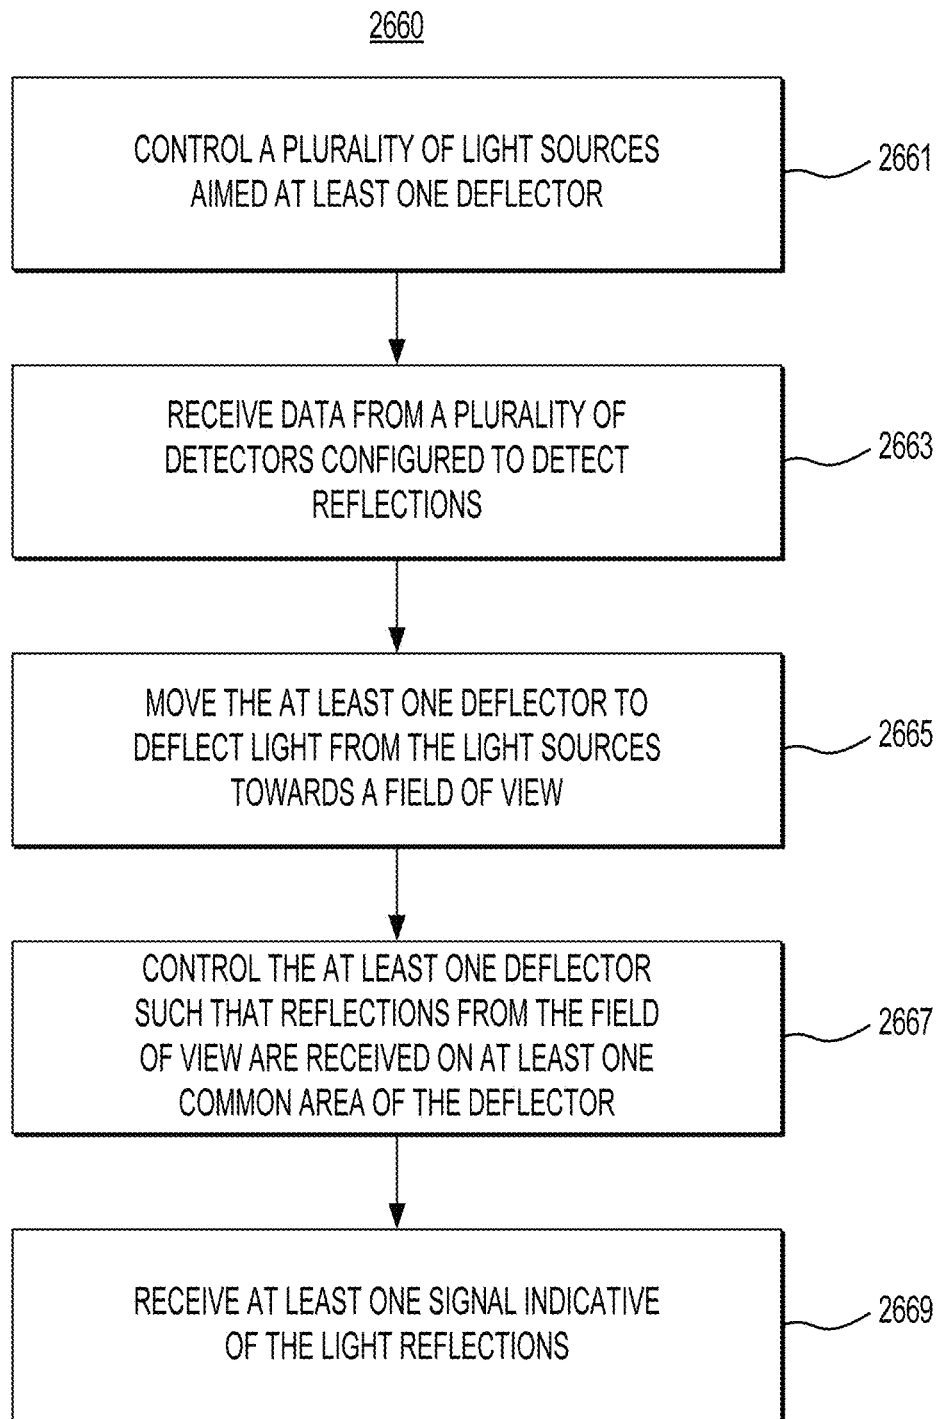 2660
CONTROL A PLURALITY OF LIGHT SOURCES
AIMED AT LEAST ONE DEFLECTOR
2661
RECEIVE DATA FROM A PLURALITY OF
DETECTORS CONFIGURED TO DETECT
REFLECTIONS
2663
MOVE THE AT LEAST ONE DEFLECTOR TO
DEFLECT LIGHT FROM THE LIGHT SOURCES
TOWARDS A FIELD OF VIEW
2665
CONTROL THE AT LEAST ONE DEFLECTOR
SUCH THAT REFLECTIONS FROM THE FIELD
OF VIEW ARE RECEIVED ON AT LEAST ONE
COMMON AREA OF THE DEFLECTOR
2667
RECEIVE AT LEAST ONE SIGNAL INDICATIVE
OF THE LIGHT REFLECTIONS
2669